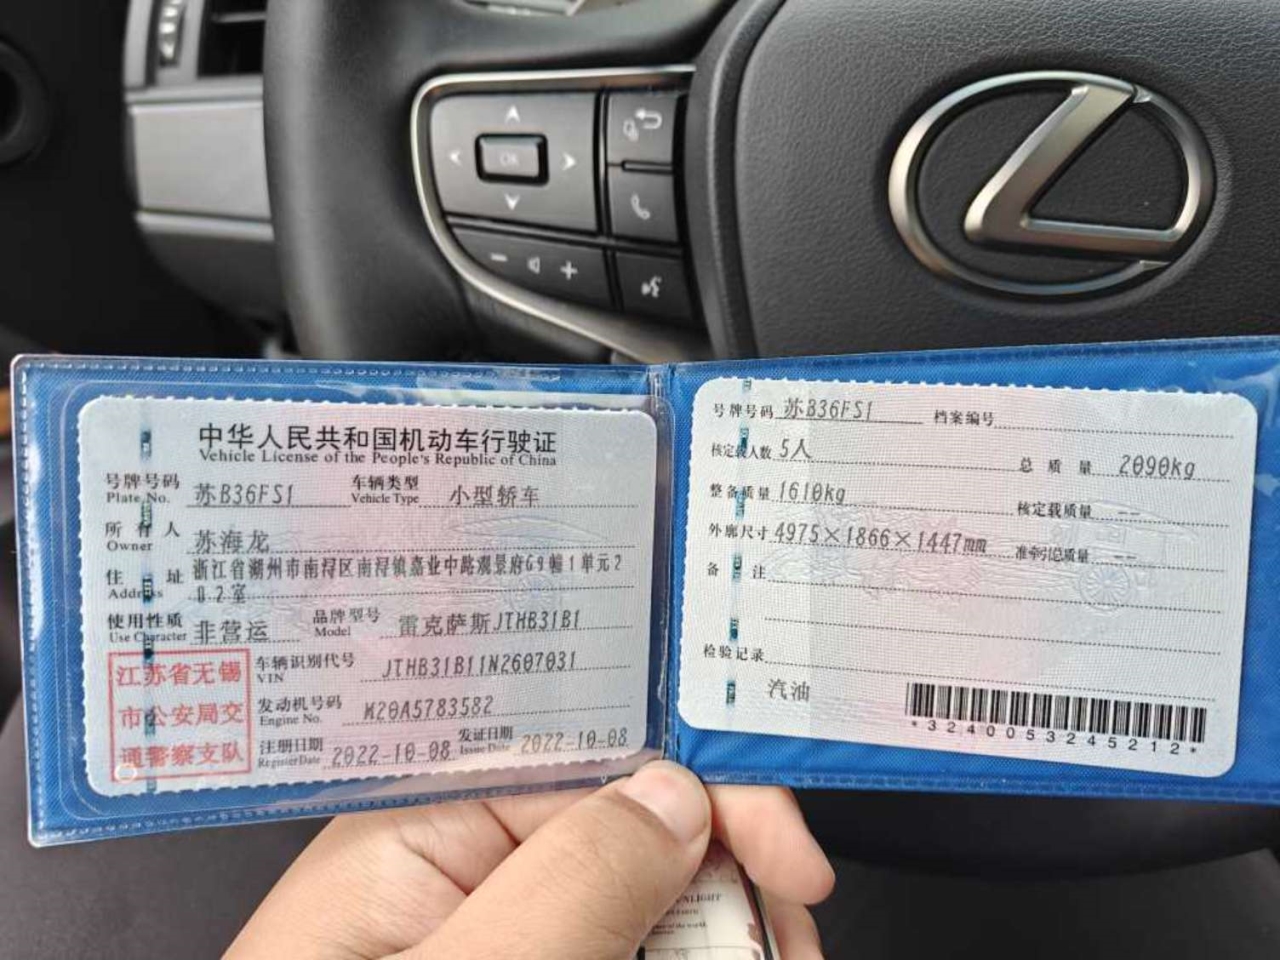 OK
中华人民共和国机动车行驶证
Vehicle License of the People's Republic of China
号牌号码 苏B36FS1 车辆类型 小型轿车
Plate No. Vehicle Type
所有人 苏海龙
Owner
住址 浙江省湖州市南浔区南浔镇嘉业中路观景府G9幢1单元2
Address 02室
使用性质 非营运 品牌型号 雷克萨斯JTHB31B1
Use Character Model
江苏省无锡
市公安局交
通警察支队
车辆识别代号 JTHB31B11N2607031
VIN
发动机号码 M20A5783582
Engine No.
注册日期 2022-10-08 发证日期 2022-10-08
Register Date Issue Date
号牌号码 苏B36FS1 档案编号
核定载人数 5人 总质量 2090kg
整备质量 1610kg 核定载质量 --
外廓尺寸 4975×1866×1447mm 准牵引总质量 --
备注
检验记录
汽油
*3240053245212*